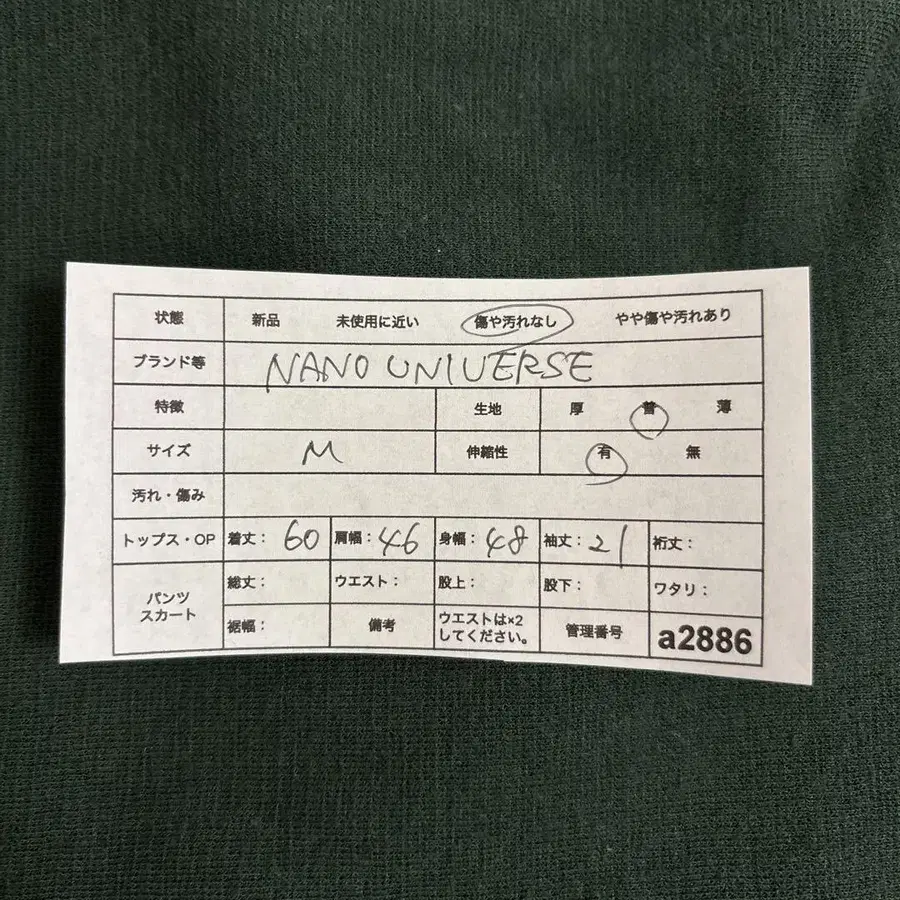 状態 新品 未使用に近い 傷や汚れなし やや傷や汚れあり
ブランド等 NANO UNIVERSE
特徴 生地 厚 普 薄
サイズ M 伸縮性 有 無
汚れ・傷み
トップス・OP 着丈: 60 肩幅: 46 身幅: 48 袖丈: 21 裄丈:
パンツ
スカート
総丈: ウエスト: 股上: 股下: ワタリ:
裾幅: 備考
ウエストは×2
してください。
管理番号 a2886